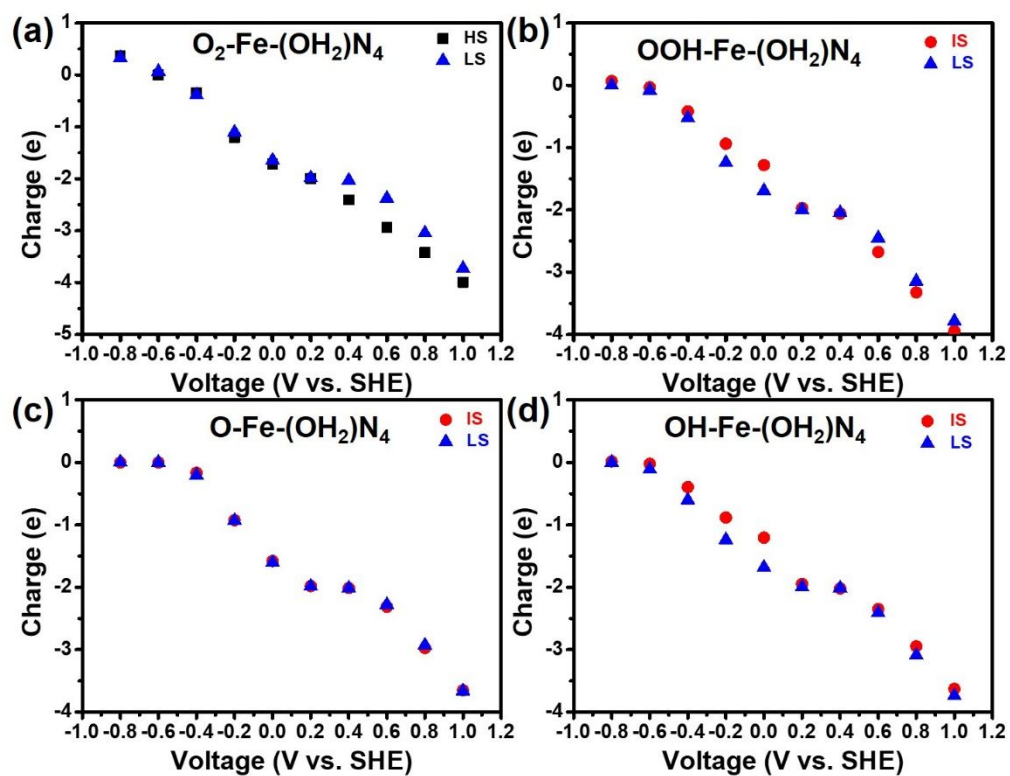 (a)
O₂-Fe-(OH₂)N₄
HS
LS
Charge (e)
1
0
-1
-2
-3
-4
-5
-1.0 -0.8 -0.6 -0.4 -0.2 0.0 0.2 0.4 0.6 0.8 1.0 1.2
Voltage (V vs. SHE)
(b)
OOH-Fe-(OH₂)N₄
IS
LS
Charge (e)
1
0
-1
-2
-3
-4
-1.0 -0.8 -0.6 -0.4 -0.2 0.0 0.2 0.4 0.6 0.8 1.0 1.2
Voltage (V vs. SHE)
(c)
O-Fe-(OH₂)N₄
IS
LS
Charge (e)
1
0
-1
-2
-3
-4
-1.0 -0.8 -0.6 -0.4 -0.2 0.0 0.2 0.4 0.6 0.8 1.0 1.2
Voltage (V vs. SHE)
(d)
OH-Fe-(OH₂)N₄
IS
LS
Charge (e)
1
0
-1
-2
-3
-4
-1.0 -0.8 -0.6 -0.4 -0.2 0.0 0.2 0.4 0.6 0.8 1.0 1.2
Voltage (V vs. SHE)